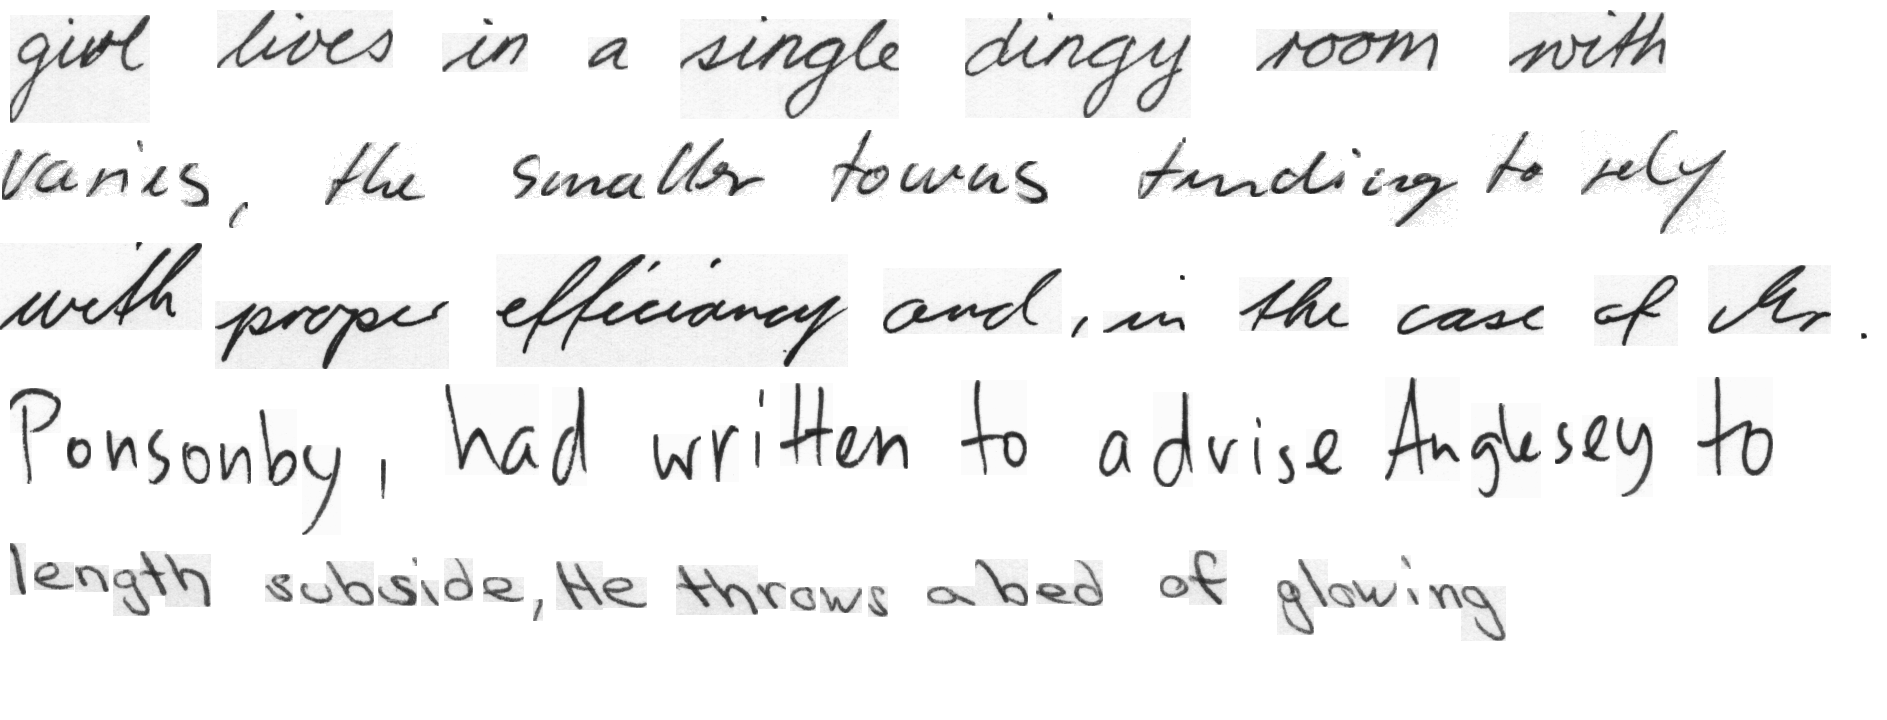 girl lives in a single dingy room with
varies, the smaller towns tending to rely
with proper efficiancy and, in the case of Mr.
Ponsonby, had written to advise Anglesey to
length subside, He throws a bed of glowing